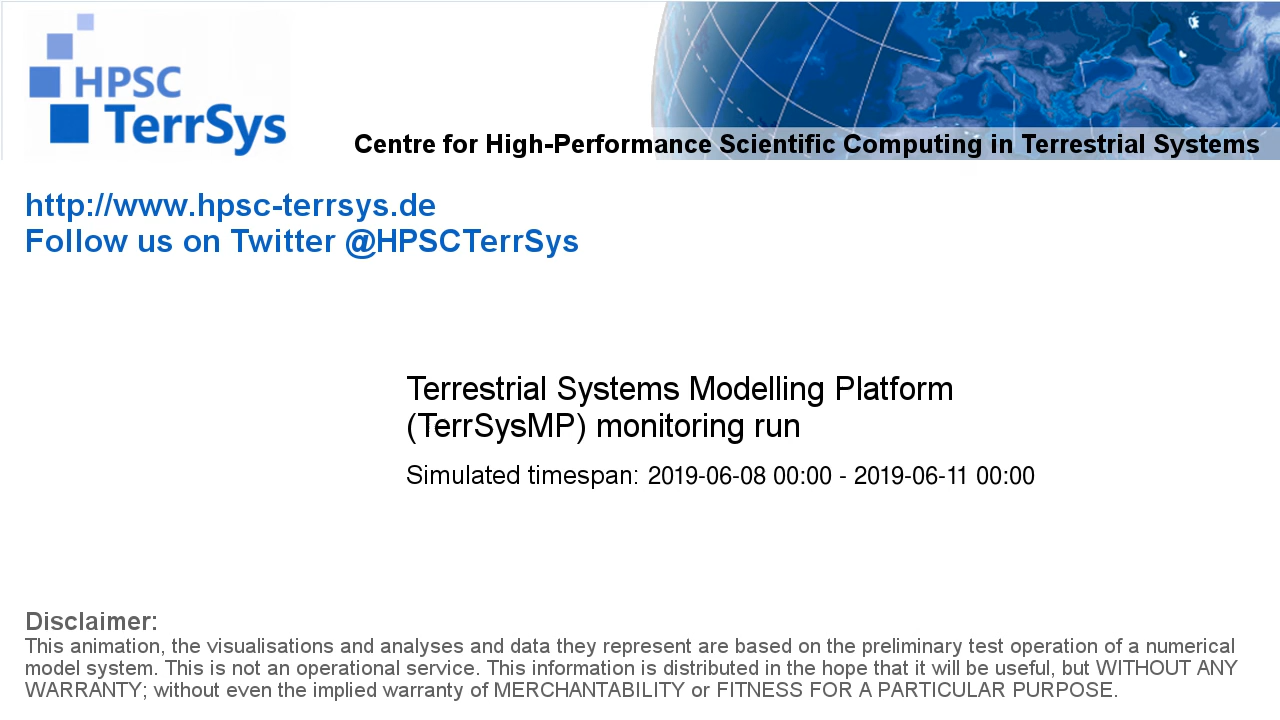 HPSC
TerrSys
Centre for High-Performance Scientific Computing in Terrestrial Systems
http://www.hpsc-terrsys.de
Follow us on Twitter @HPSCTerrSys
Terrestrial Systems Modelling Platform
(TerrSysMP) monitoring run
Simulated timespan: 2019-06-08 00:00 - 2019-06-11 00:00
Disclaimer:
This animation, the visualisations and analyses and data they represent are based on the preliminary test operation of a numerical
model system. This is not an operational service. This information is distributed in the hope that it will be useful, but WITHOUT ANY
WARRANTY; without even the implied warranty of MERCHANTABILITY or FITNESS FOR A PARTICULAR PURPOSE.